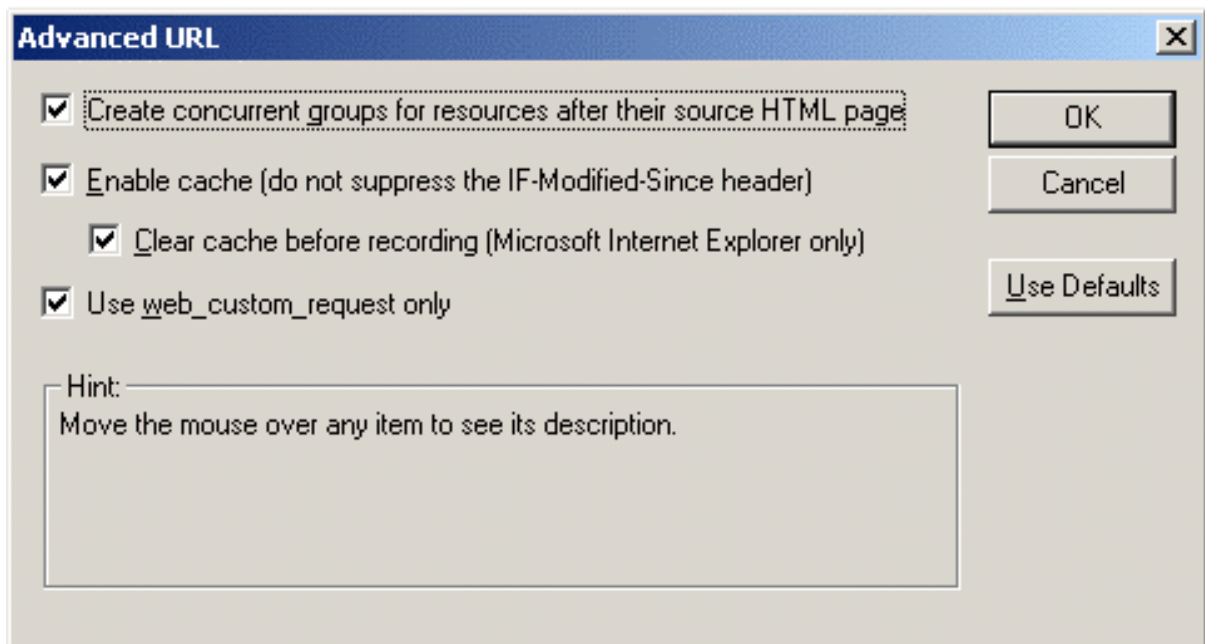 Advanced URL
Create concurrent groups for resources after their source HTML page
OK
Enable cache (do not suppress the IF-Modified-Since header)
Cancel
Clear cache before recording (Microsoft Internet Explorer only)
Use Defaults
Use web_custom_request only
Hint:
Move the mouse over any item to see its description.